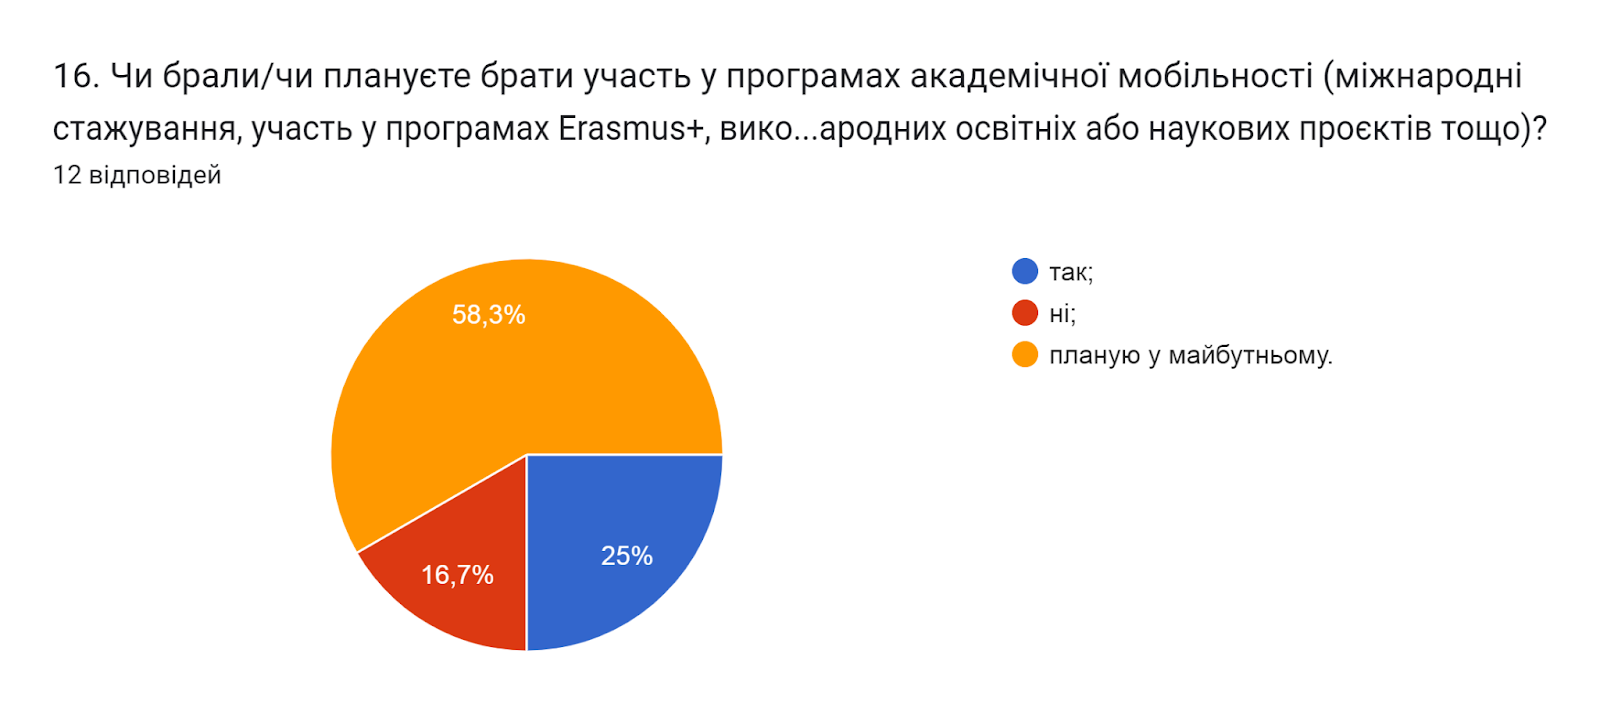 16. Чи брали/чи плануєте брати участь у програмах академічної мобільності (міжнародні
стажування, участь у програмах Erasmus+, вико...ародних освітніх або наукових проєктів тощо)?
12 відповідей
так;
ні;
планую у майбутньому.
58,3%
25%
16,7%